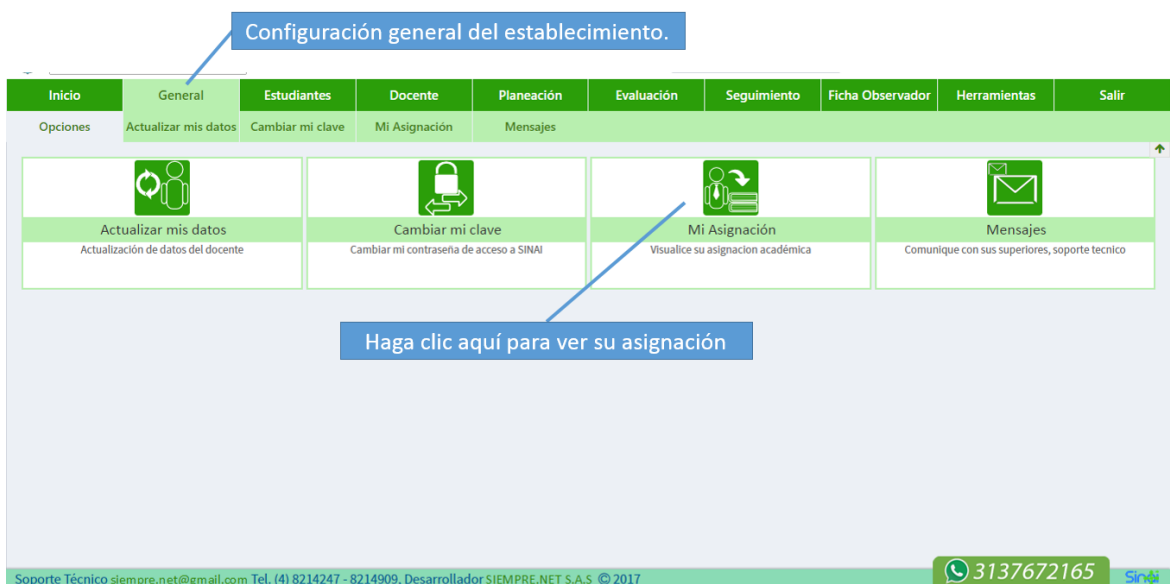 Configuración general del establecimiento.
Inicio General Estudiantes Docente Planeación Evaluación Seguimiento Ficha Observador Herramientas Salir
Opciones Actualizar mis datos Cambiar mi clave Mi Asignación Mensajes
Actualizar mis datos Cambiar mi clave Mi Asignación Mensajes
Actualización de datos del docente Cambiar mi contraseña de acceso a SINAI Visualice su asignacion académica Comunique con sus superiores, soporte tecnico
Haga clic aquí para ver su asignación
Soporte Técnico siempre.net@gmail.com Tel. (4) 8214247 - 8214909. Desarrollador SIEMPRE.NET S.A.S © 2017 3137672165 Sinai